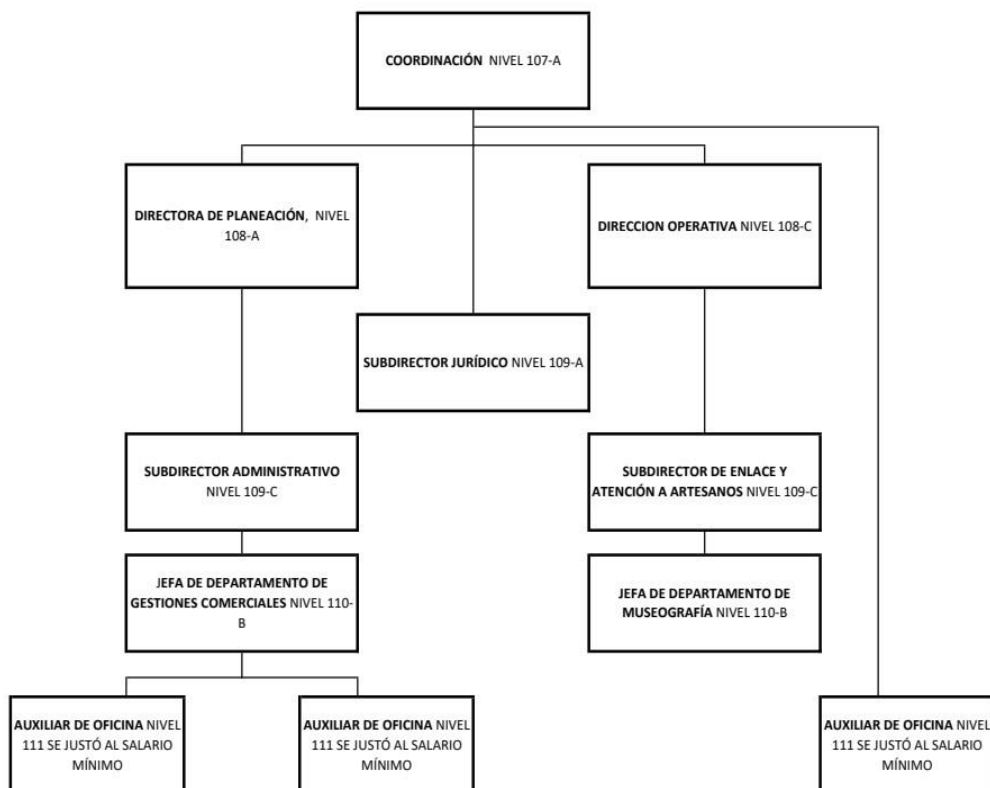 COORDINACIÓN NIVEL 107-A
DIRECTORA DE PLANEACIÓN, NIVEL
108-A
DIRECCION OPERATIVA NIVEL 108-C
SUBDIRECTOR JURÍDICO NIVEL 109-A
SUBDIRECTOR ADMINISTRATIVO
NIVEL 109-C
SUBDIRECTOR DE ENLACE Y
ATENCIÓN A ARTESANOS NIVEL 109-C
JEFA DE DEPARTAMENTO DE
GESTIONES COMERCIALES NIVEL 110-
B
JEFA DE DEPARTAMENTO DE
MUSEOGRAFÍA NIVEL 110-B
AUXILIAR DE OFICINA NIVEL
111 SE JUSTÓ AL SALARIO
MÍNIMO
AUXILIAR DE OFICINA NIVEL
111 SE JUSTÓ AL SALARIO
MÍNIMO
AUXILIAR DE OFICINA NIVEL
111 SE JUSTÓ AL SALARIO
MÍNIMO